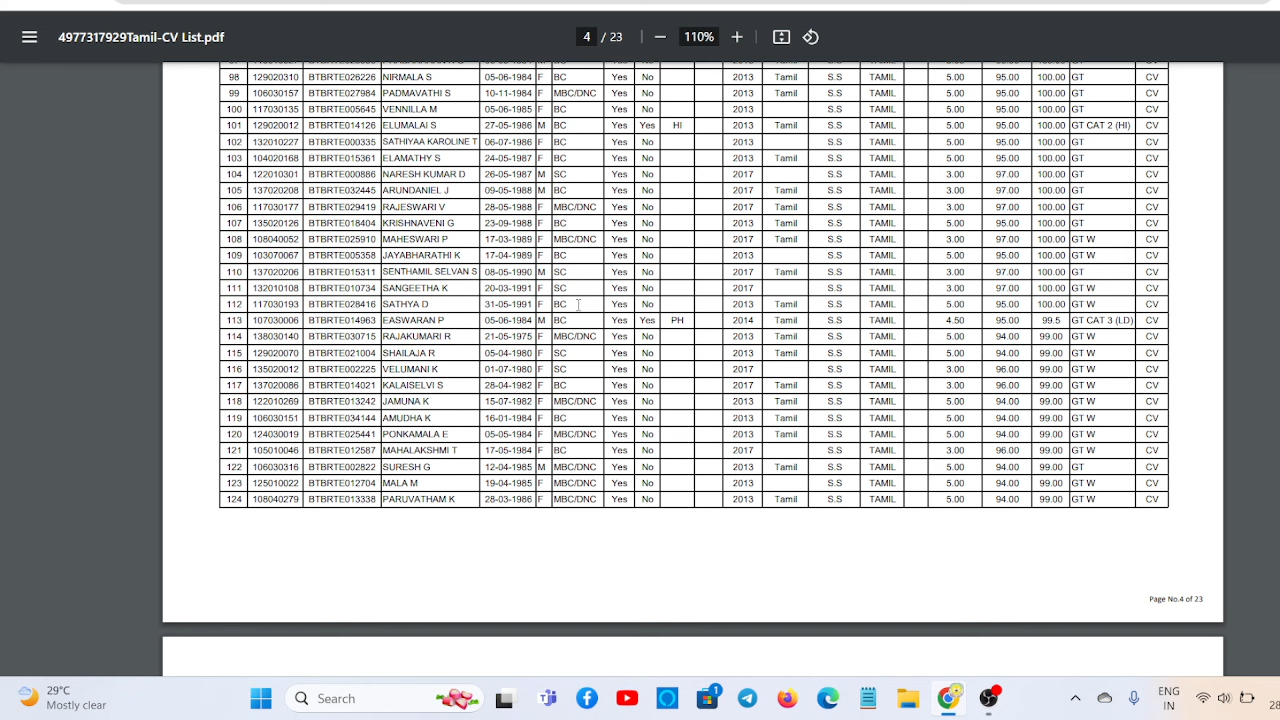 4977317929Tamil-CV List.pdf 4 / 23 110%
98 129020310 BTBRTE026226 NIRMALA S 05-06-1984 F BC Yes No 2013 Tamil S.S TAMIL 5.00 95.00 100.00 GT CV
99 106030157 BTBRTE027984 PADMAVATHI S 10-11-1984 F MBC/DNC Yes No 2013 Tamil S.S TAMIL 5.00 95.00 100.00 GT CV
100 117030135 BTBRTE005645 VENNILLA M 05-06-1985 F BC Yes No 2013 S.S TAMIL 5.00 95.00 100.00 GT CV
101 129020012 BTBRTE014126 ELUMALAI S 27-05-1986 M BC Yes Yes HI 2013 Tamil S.S TAMIL 5.00 95.00 100.00 GT CAT 2 (HI) CV
102 132010227 BTBRTE000335 SATHIYAA KAROLINE T 06-07-1986 F BC Yes No 2013 S.S TAMIL 5.00 95.00 100.00 GT CV
103 104020168 BTBRTE015361 ELAMATHY S 24-05-1987 F BC Yes No 2013 Tamil S.S TAMIL 5.00 95.00 100.00 GT CV
104 122010301 BTBRTE000886 NARESH KUMAR D 26-05-1987 M SC Yes No 2017 S.S TAMIL 3.00 97.00 100.00 GT CV
105 137020208 BTBRTE032445 ARUNDANIEL J 09-05-1988 M BC Yes No 2017 Tamil S.S TAMIL 3.00 97.00 100.00 GT CV
106 117030177 BTBRTE029419 RAJESWARI V 28-05-1988 F MBC/DNC Yes No 2017 Tamil S.S TAMIL 3.00 97.00 100.00 GT CV
107 135020126 BTBRTE018404 KRISHNAVENI G 23-09-1988 F BC Yes No 2013 Tamil S.S TAMIL 5.00 95.00 100.00 GT CV
108 108040052 BTBRTE025910 MAHESWARI P 17-03-1989 F MBC/DNC Yes No 2017 Tamil S.S TAMIL 3.00 97.00 100.00 GT W CV
109 103070067 BTBRTE005358 JAYABHARATHI K 17-04-1989 F BC Yes No 2013 S.S TAMIL 5.00 95.00 100.00 GT W CV
110 137020206 BTBRTE015311 SENTHAMIL SELVAN S 08-05-1990 M SC Yes No 2017 Tamil S.S TAMIL 3.00 97.00 100.00 GT CV
111 132010108 BTBRTE010734 SANGEETHA K 20-03-1991 F SC Yes No 2017 S.S TAMIL 3.00 97.00 100.00 GT W CV
112 117030193 BTBRTE028416 SATHYA D 31-05-1991 F BC Yes No 2013 Tamil S.S TAMIL 5.00 95.00 100.00 GT W CV
113 107030006 BTBRTE014963 EASWARAN P 05-06-1984 M BC Yes Yes PH 2014 Tamil S.S TAMIL 4.50 95.00 99.5 GT CAT 3 (LD) CV
114 138030140 BTBRTE030715 RAJAKUMARI R 21-05-1975 F MBC/DNC Yes No 2013 Tamil S.S TAMIL 5.00 94.00 99.00 GT W CV
115 129020070 BTBRTE021004 SHAILAJA R 05-04-1980 F SC Yes No 2013 Tamil S.S TAMIL 5.00 94.00 99.00 GT W CV
116 135020012 BTBRTE002225 VELUMANI K 01-07-1980 F SC Yes No 2017 S.S TAMIL 3.00 96.00 99.00 GT W CV
117 137020086 BTBRTE014021 KALAISELVI S 28-04-1982 F BC Yes No 2017 Tamil S.S TAMIL 3.00 96.00 99.00 GT W CV
118 122010269 BTBRTE013242 JAMUNA K 15-07-1982 F MBC/DNC Yes No 2013 Tamil S.S TAMIL 5.00 94.00 99.00 GT W CV
119 106030151 BTBRTE034144 AMUDHA K 16-01-1984 F BC Yes No 2013 Tamil S.S TAMIL 5.00 94.00 99.00 GT W CV
120 124030019 BTBRTE025441 PONKAMALA E 05-05-1984 F MBC/DNC Yes No 2013 Tamil S.S TAMIL 5.00 94.00 99.00 GT W CV
121 105010046 BTBRTE012587 MAHALAKSHMI T 17-05-1984 F BC Yes No 2017 S.S TAMIL 3.00 96.00 99.00 GT W CV
122 106030316 BTBRTE002822 SURESH G 12-04-1985 M MBC/DNC Yes No 2013 Tamil S.S TAMIL 5.00 94.00 99.00 GT CV
123 125010022 BTBRTE012704 MALA M 19-04-1985 F MBC/DNC Yes No 2013 S.S TAMIL 5.00 94.00 99.00 GT W CV
124 108040279 BTBRTE013338 PARUVATHAM K 28-03-1986 F MBC/DNC Yes No 2013 Tamil S.S TAMIL 5.00 94.00 99.00 GT W CV
Page No.4 of 23
29°C
Mostly clear
Search
1
ENG
IN
28